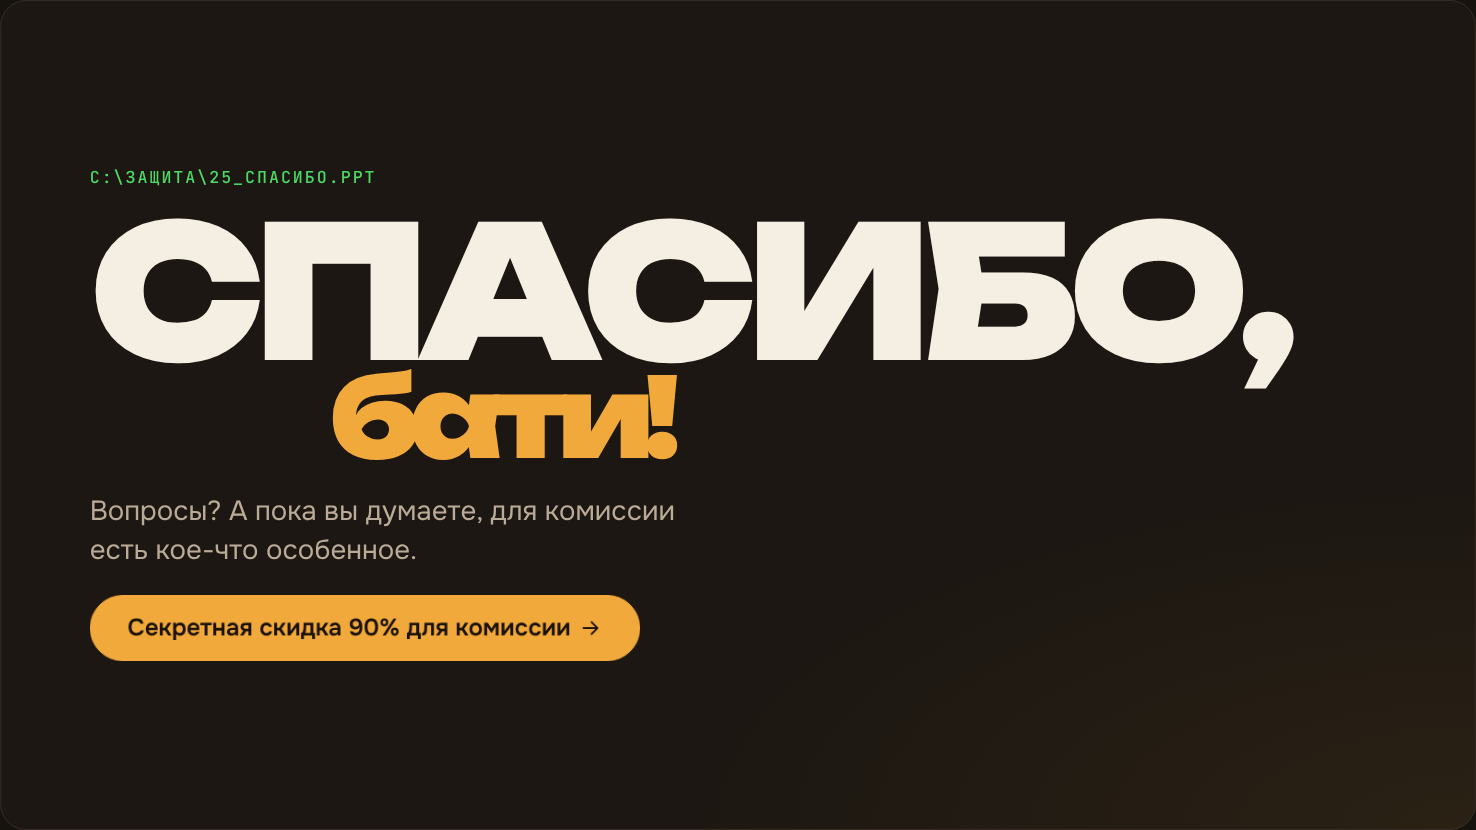 C:\ЗАЩИТА\25_СПАСИБО.PPT
СПАСИБО,
бати!
Вопросы? А пока вы думаете, для комиссии
есть кое-что особенное.
Секретная скидка 90% для комиссии →